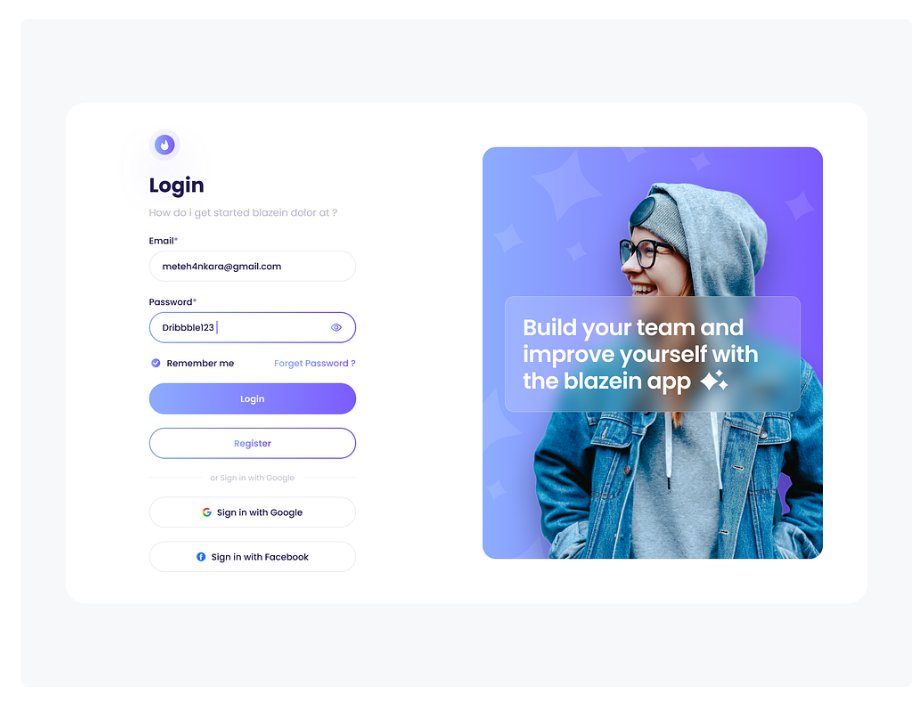 Login
How do i get started blazein dolor at ?
Email*
meteh4nkara@gmail.com
Password*
Dribbble123
Remember me
Forget Password ?
Login
Register
or Sign in with Google
Sign in with Google
Sign in with Facebook
Build your team and
improve yourself with
the blazein app